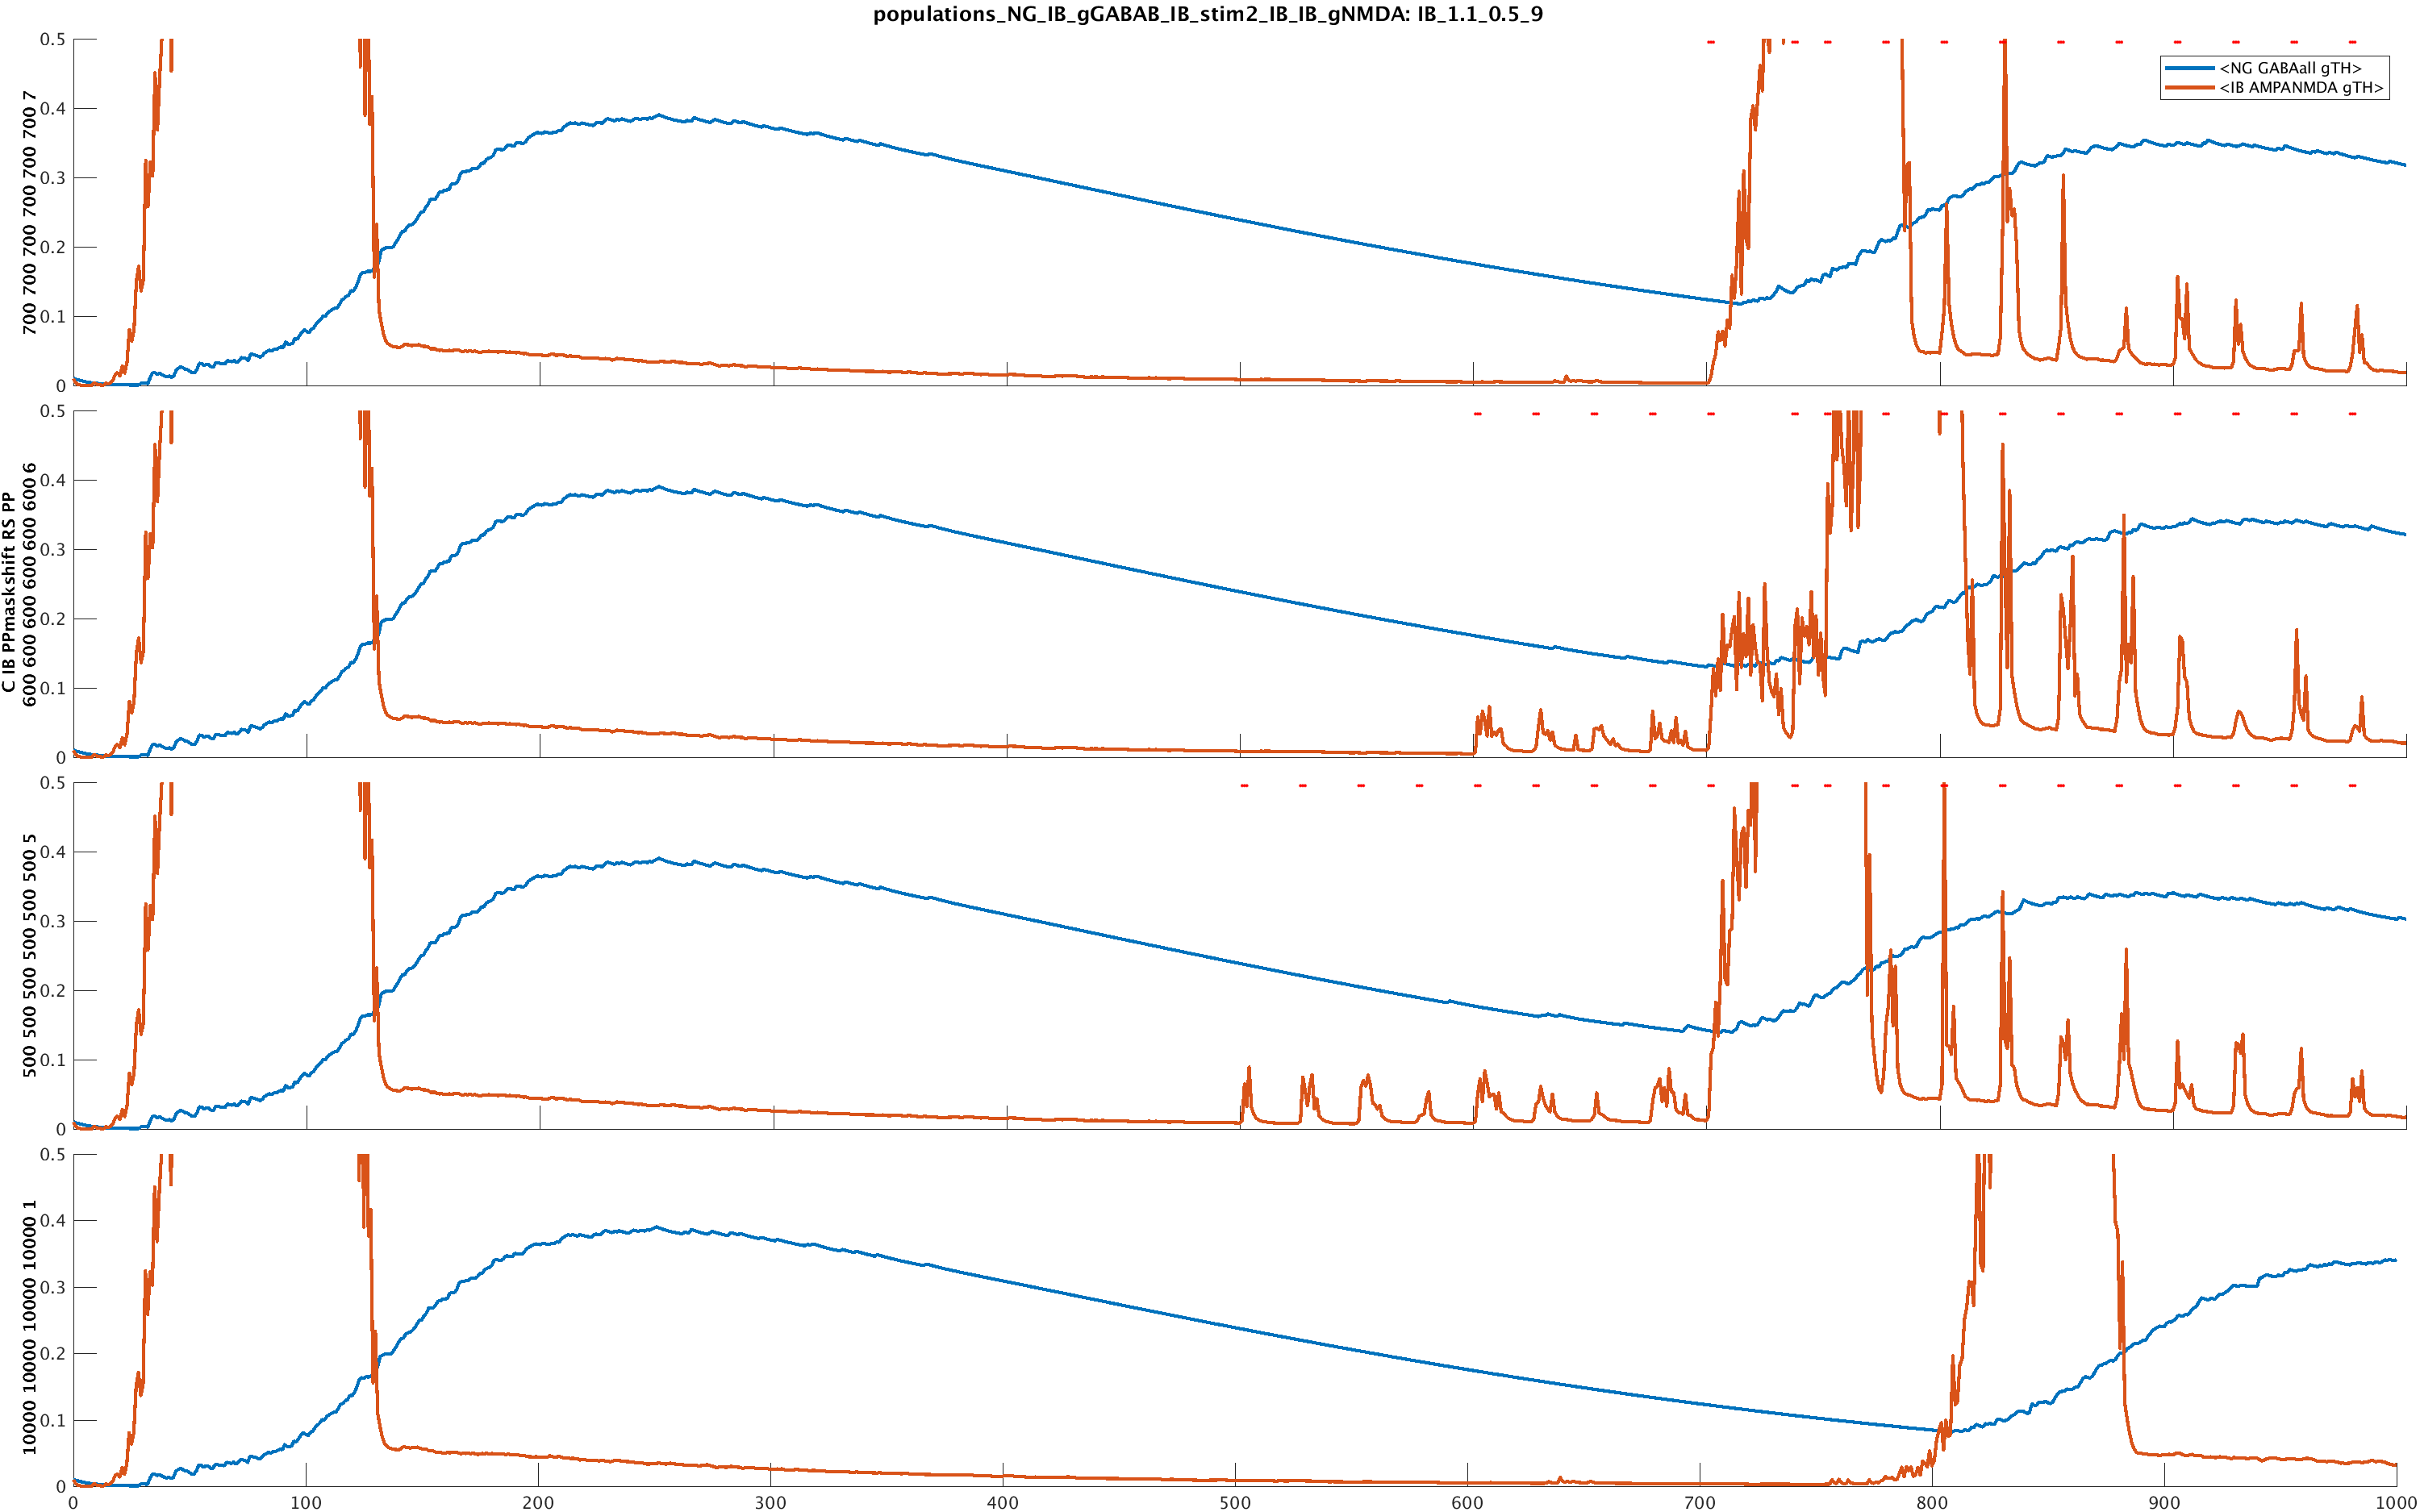 populations_NG_IB_gGABAB_IB_stim2_IB_IB_gNMDA: IB_1.1_0.5_9
0.5
0.4
0.3
0.2
0.1
0
700 700 700 700 700 700 7
<NG GABAall gTH>
<IB AMPANMDA gTH>
0.5
0.4
0.3
0.2
0.1
0
C IB PPmaskshift RS PP
600 600 600 600 600 600 6
0.5
0.4
0.3
0.2
0.1
0
500 500 500 500 500 500 5
0.5
0.4
0.3
0.2
0.1
0
10000 10000 10000 10000 1
0 100 200 300 400 500 600 700 800 900 1000